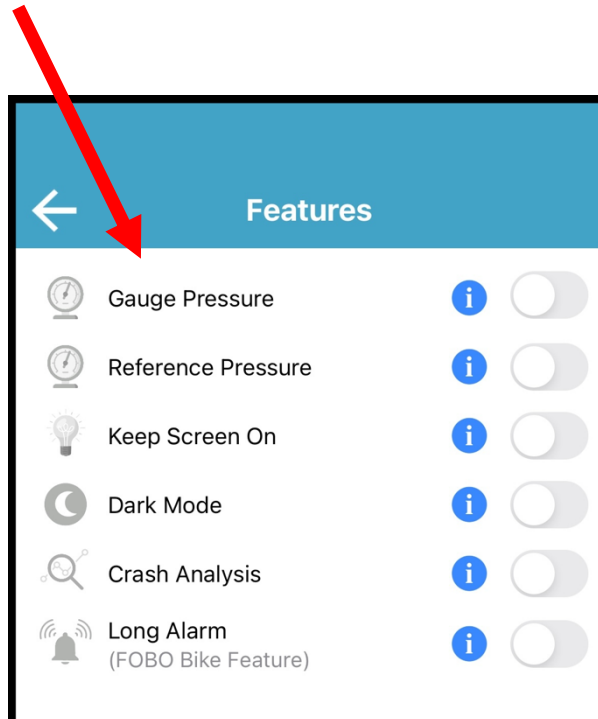 Features
Gauge Pressure i
Reference Pressure i
Keep Screen On i
Dark Mode i
Crash Analysis i
Long Alarm i
(FOBO Bike Feature)